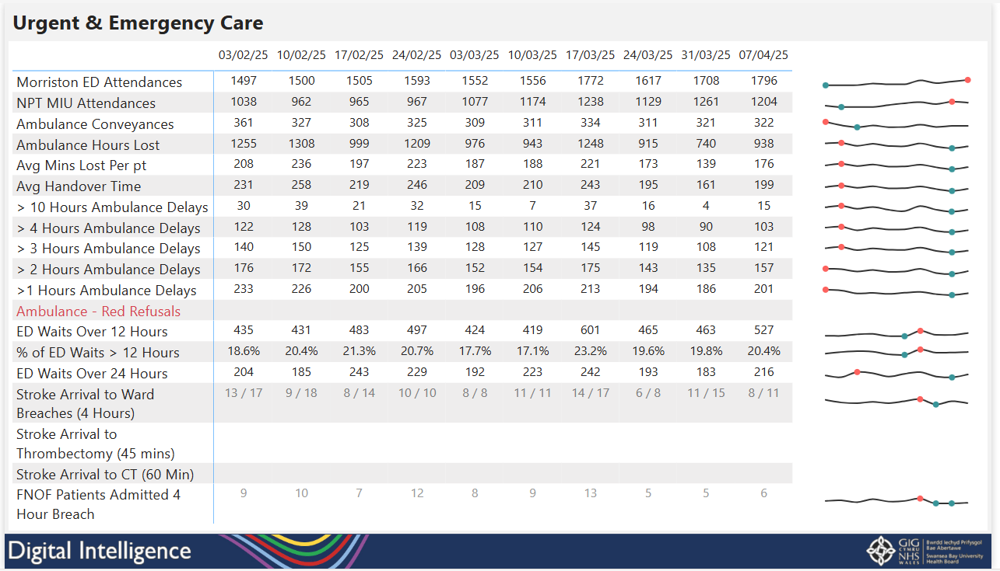 Urgent & Emergency Care
03/02/25 10/02/25 17/02/25 24/02/25 03/03/25 10/03/25 17/03/25 24/03/25 31/03/25 07/04/25
Morriston ED Attendances 1497 1500 1505 1593 1552 1556 1772 1617 1708 1796
NPT MIU Attendances 1038 962 965 967 1077 1174 1238 1129 1261 1204
Ambulance Conveyances 361 327 308 325 309 311 334 311 321 322
Ambulance Hours Lost 1255 1308 999 1209 976 943 1248 915 740 938
Avg Mins Lost Per pt 208 236 197 223 187 188 221 173 139 176
Avg Handover Time 231 258 219 246 209 210 243 195 161 199
> 10 Hours Ambulance Delays 30 39 21 32 15 7 37 16 4 15
> 4 Hours Ambulance Delays 122 128 103 119 108 110 124 98 90 103
> 3 Hours Ambulance Delays 140 150 125 139 128 127 145 119 108 121
> 2 Hours Ambulance Delays 176 172 155 166 152 154 175 143 135 157
>1 Hours Ambulance Delays 233 226 200 205 196 206 213 194 186 201
Ambulance - Red Refusals
ED Waits Over 12 Hours 435 431 483 497 424 419 601 465 463 527
% of ED Waits > 12 Hours 18.6% 20.4% 21.3% 20.7% 17.7% 17.1% 23.2% 19.6% 19.8% 20.4%
ED Waits Over 24 Hours 204 185 243 229 192 223 242 193 183 216
Stroke Arrival to Ward 13 / 17 9 / 18 8 / 14 10 / 10 8 / 8 11 / 11 14 / 17 6 / 8 11 / 15 8 / 11
Breaches (4 Hours)
Stroke Arrival to
Thrombectomy (45 mins)
Stroke Arrival to CT (60 Min)
FNOF Patients Admitted 4 9 10 7 12 8 9 13 5 5 6
Hour Breach
Digital Intelligence
GIG
CYMRU
NHS
WALES
Bwrdd Iechyd Prifysgol
Bae Abertawe
Swansea Bay University
Health Board